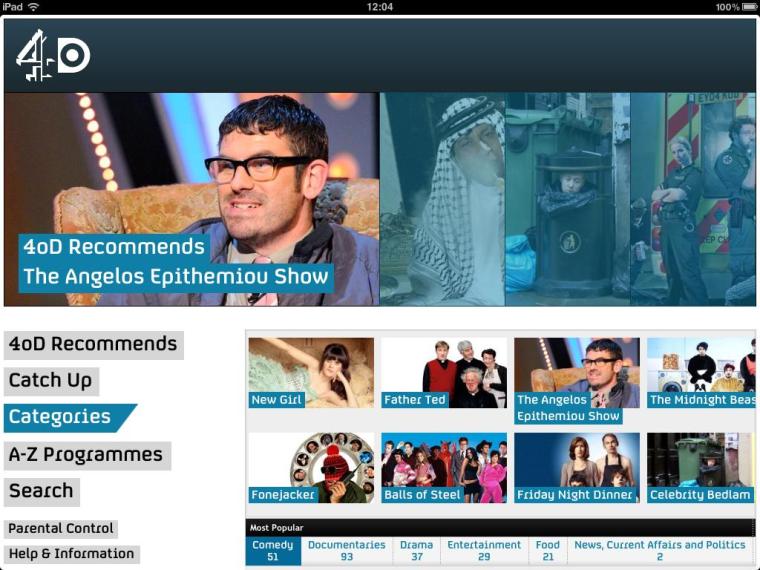 iPad 12:04 100%
4oD
4oD Recommends
The Angelos Epithemiou Show
EY04 KUU
4oD Recommends
Catch Up
Categories
A-Z Programmes
Search
Parental Control
Help & Information
New Girl
Father Ted
The Angelos
Epithemiou Show
The Midnight Beas
Fonejacker
Balls of Steel
Friday Night Dinner
Celebrity Bedlam
Most Popular
Comedy
51
Documentaries
93
Drama
37
Entertainment
29
Food
21
News, Current Affairs and Politics
2